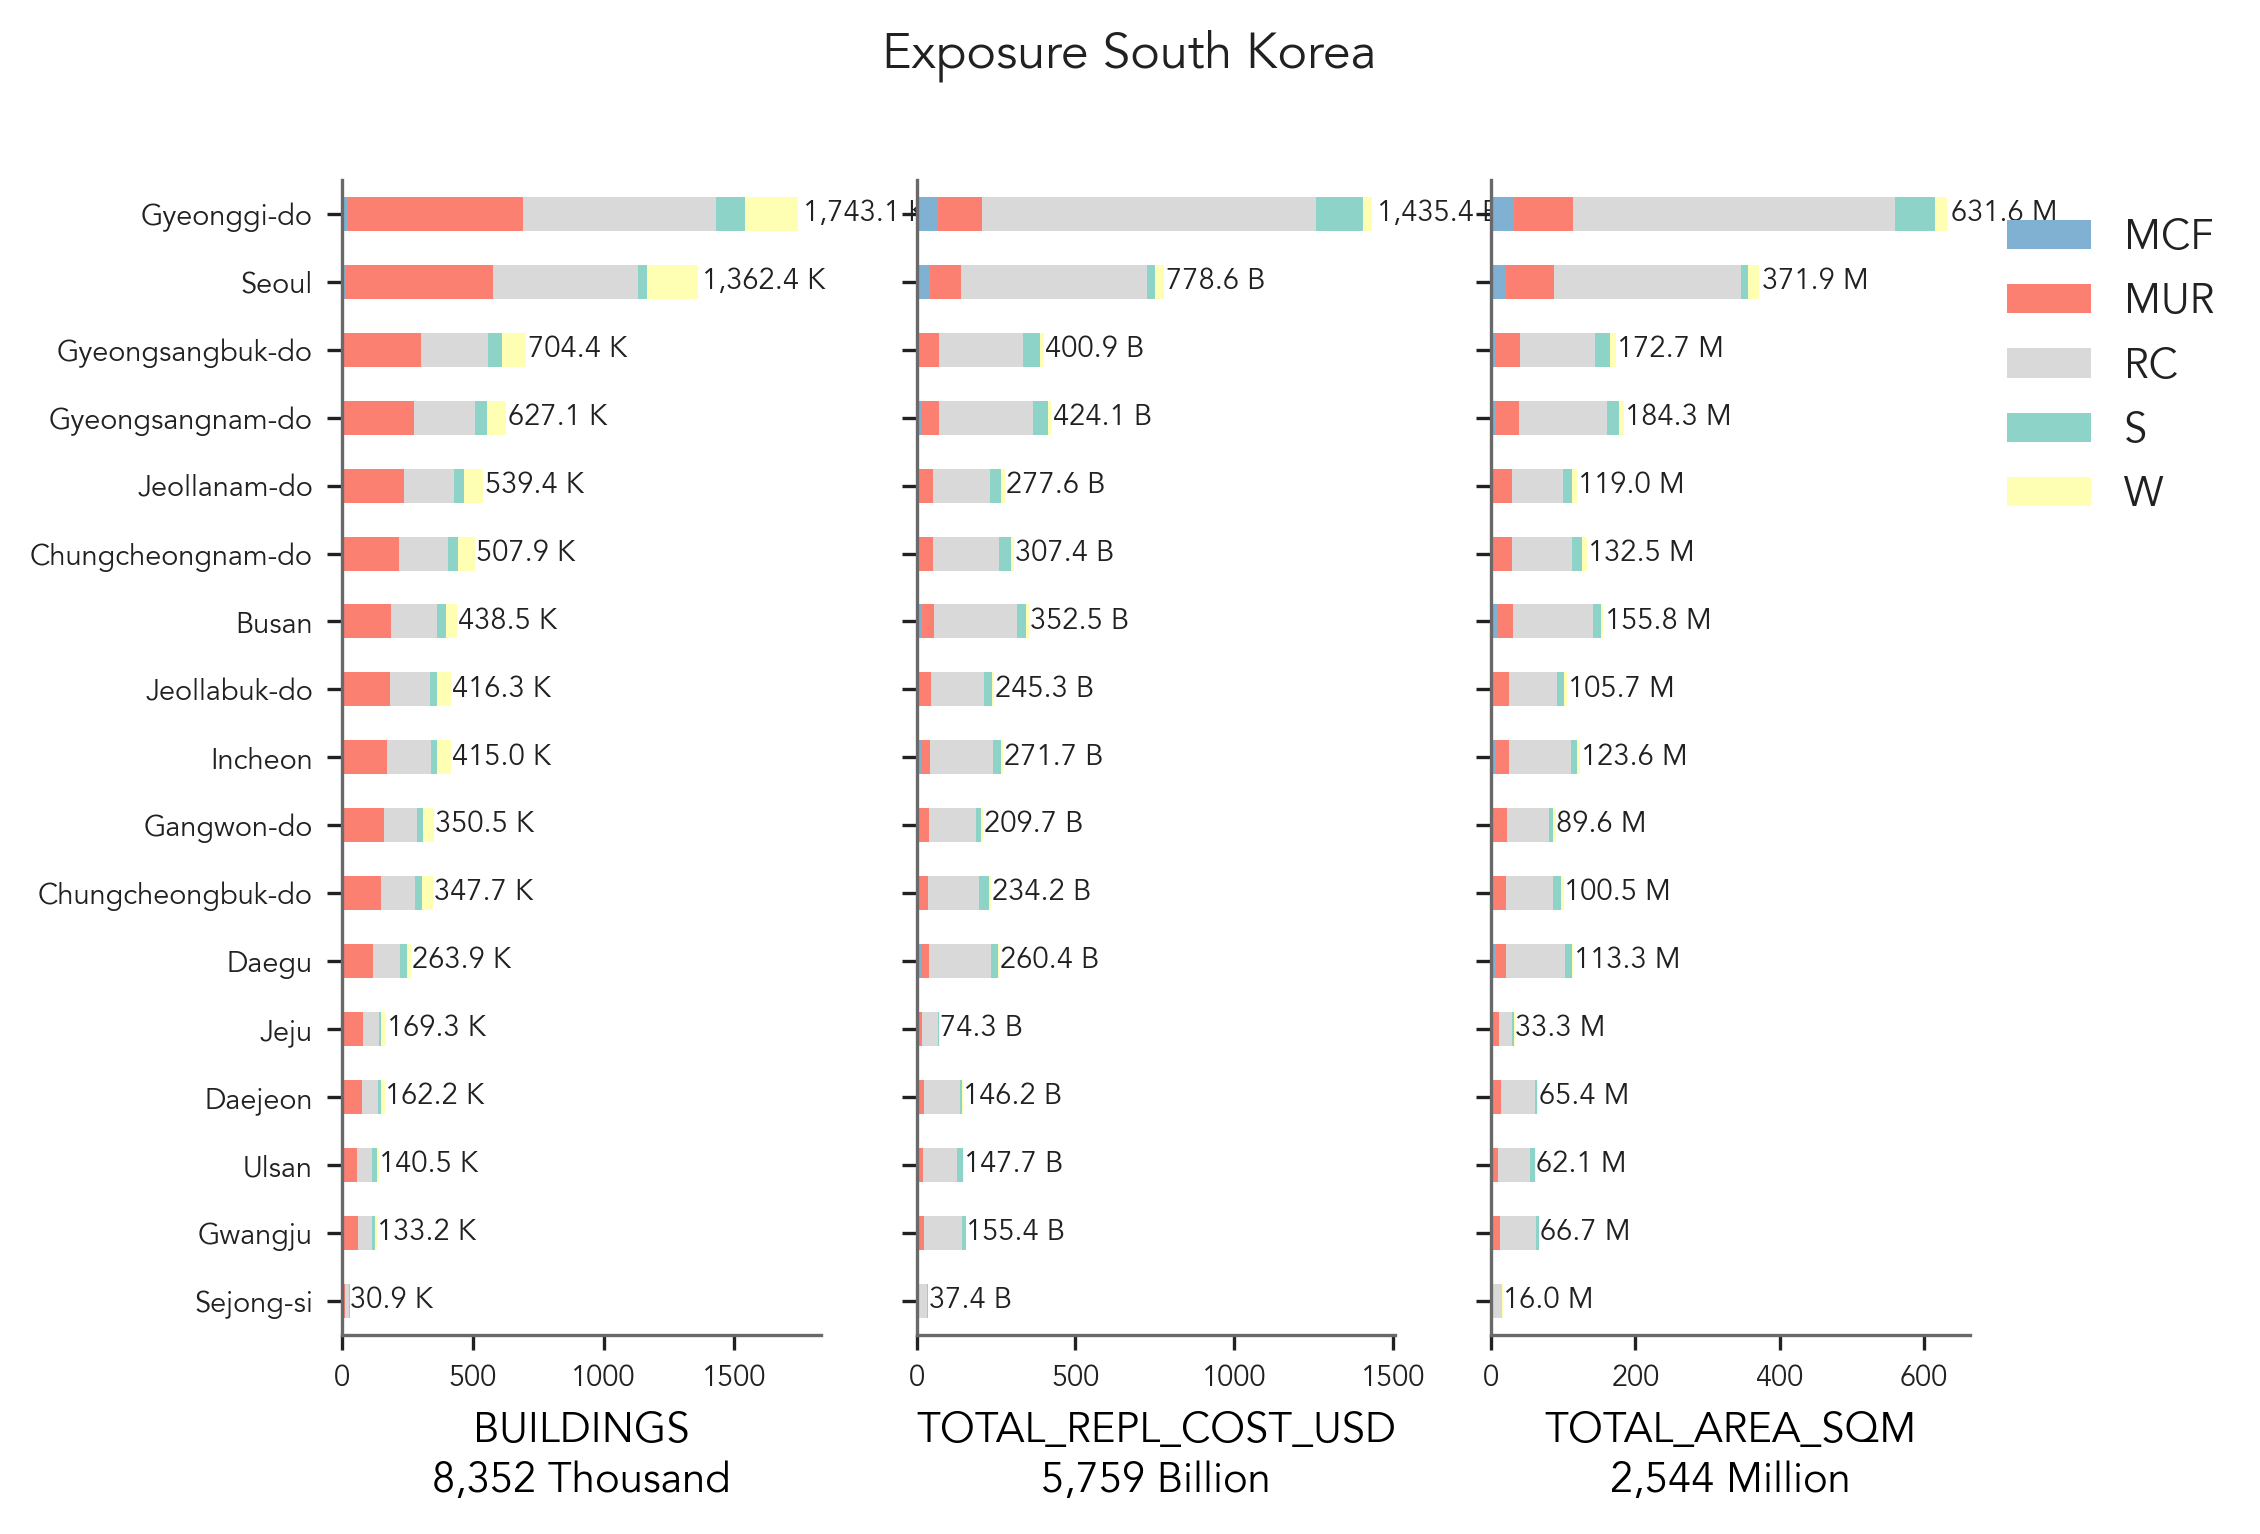 Exposure South Korea
Gyeonggi-do 1,743.1 K 1,435.4 B 631.6 M
Seoul 1,362.4 K 778.6 B 371.9 M
Gyeongsangbuk-do 704.4 K 400.9 B 172.7 M
Gyeongsangnam-do 627.1 K 424.1 B 184.3 M
Jeollanam-do 539.4 K 277.6 B 119.0 M
Chungcheongnam-do 507.9 K 307.4 B 132.5 M
Busan 438.5 K 352.5 B 155.8 M
Jeollabuk-do 416.3 K 245.3 B 105.7 M
Incheon 415.0 K 271.7 B 123.6 M
Gangwon-do 350.5 K 209.7 B 89.6 M
Chungcheongbuk-do 347.7 K 234.2 B 100.5 M
Daegu 263.9 K 260.4 B 113.3 M
Jeju 169.3 K 74.3 B 33.3 M
Daejeon 162.2 K 146.2 B 65.4 M
Ulsan 140.5 K 147.7 B 62.1 M
Gwangju 133.2 K 155.4 B 66.7 M
Sejong-si 30.9 K 37.4 B 16.0 M
0 500 1000 1500
BUILDINGS
8,352 Thousand
0 500 1000 1500
TOTAL_REPL_COST_USD
5,759 Billion
0 200 400 600
TOTAL_AREA_SQM
2,544 Million
MCF
MUR
RC
S
W